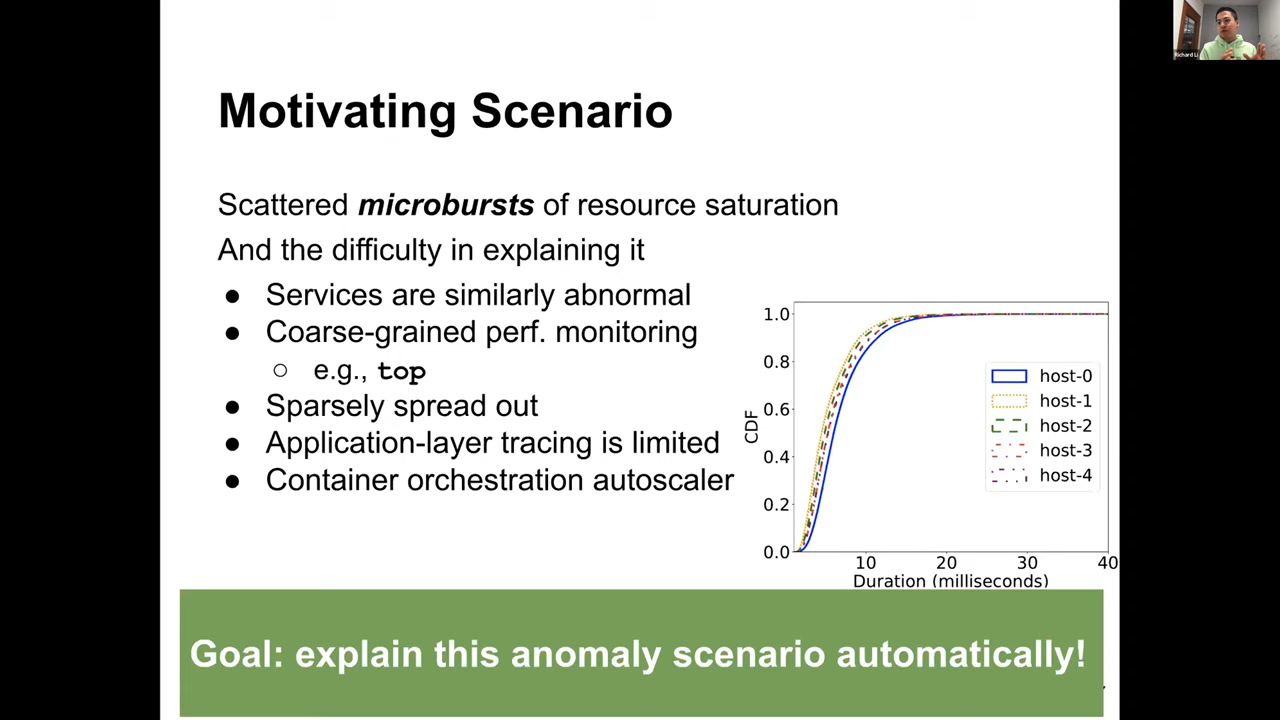 Richard Li
Motivating Scenario
Scattered microbursts of resource saturation
And the difficulty in explaining it
● Services are similarly abnormal
● Coarse-grained perf. monitoring
○ e.g., top
● Sparsely spread out
● Application-layer tracing is limited
● Container orchestration autoscaler
CDF
1.0
0.8
0.6
0.4
0.2
0.0
10 20 30 40
Duration (milliseconds)
host-0
host-1
host-2
host-3
host-4
Goal: explain this anomaly scenario automatically!